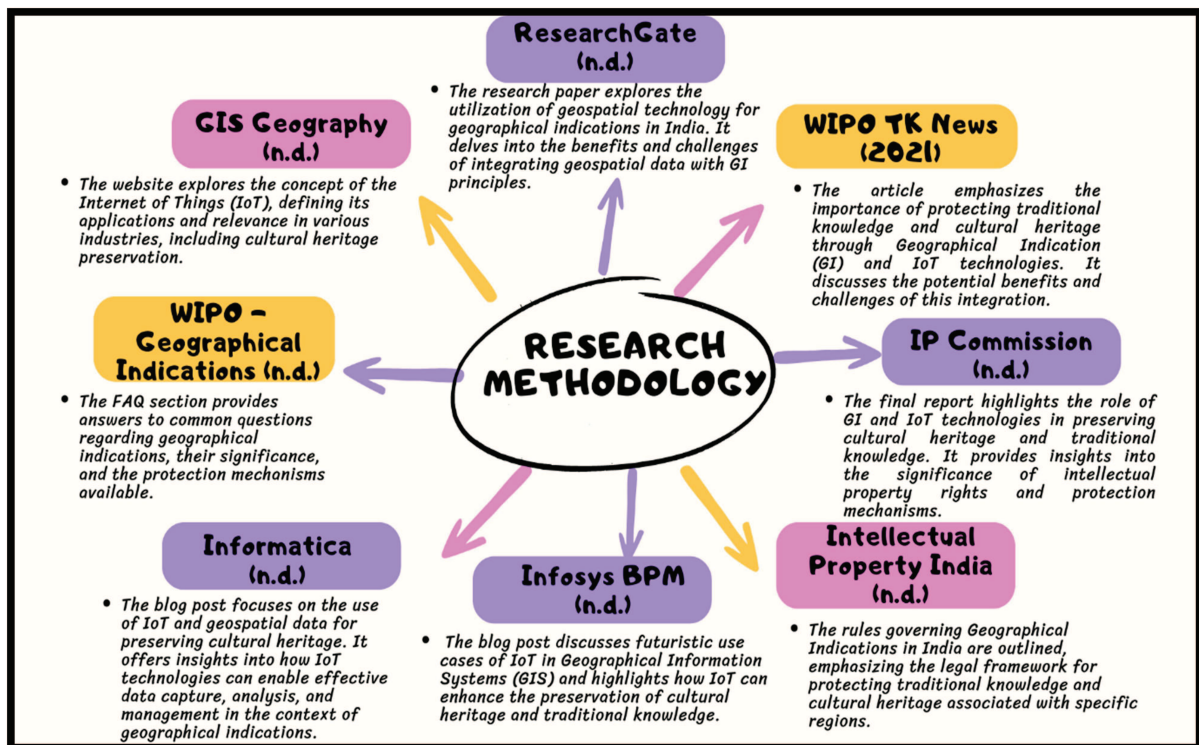 ResearchGate
(n.d.)
• The research paper explores the
utilization of geospatial technology for
geographical indications in India. It
delves into the benefits and challenges
of integrating geospatial data with GI
principles.
GIS Geography
(n.d.)
• The website explores the concept of the
Internet of Things (IoT), defining its
applications and relevance in various
industries, including cultural heritage
preservation.
WIPO TK News
(2021)
• The article emphasizes the
importance of protecting traditional
knowledge and cultural heritage
through Geographical Indication
(GI) and IoT technologies. It
discusses the potential benefits and
challenges of this integration.
RESEARCH
METHODOLOGY
WIPO –
Geographical
Indications (n.d.)
• The FAQ section provides
answers to common questions
regarding geographical
indications, their significance,
and the protection mechanisms
available.
IP Commission
(n.d.)
• The final report highlights the role of
GI and IoT technologies in preserving
cultural heritage and traditional
knowledge. It provides insights into
the significance of intellectual
property rights and protection
mechanisms.
Informatica
(n.d.)
• The blog post focuses on the use
of IoT and geospatial data for
preserving cultural heritage. It
offers insights into how IoT
technologies can enable effective
data capture, analysis, and
management in the context of
geographical indications.
Infosys BPM
(n.d.)
• The blog post discusses futuristic use
cases of IoT in Geographical Information
Systems (GIS) and highlights how IoT can
enhance the preservation of cultural
heritage and traditional knowledge.
Intellectual
Property India
(n.d.)
• The rules governing Geographical
Indications in India are outlined,
emphasizing the legal framework for
protecting traditional knowledge and
cultural heritage associated with specific
regions.